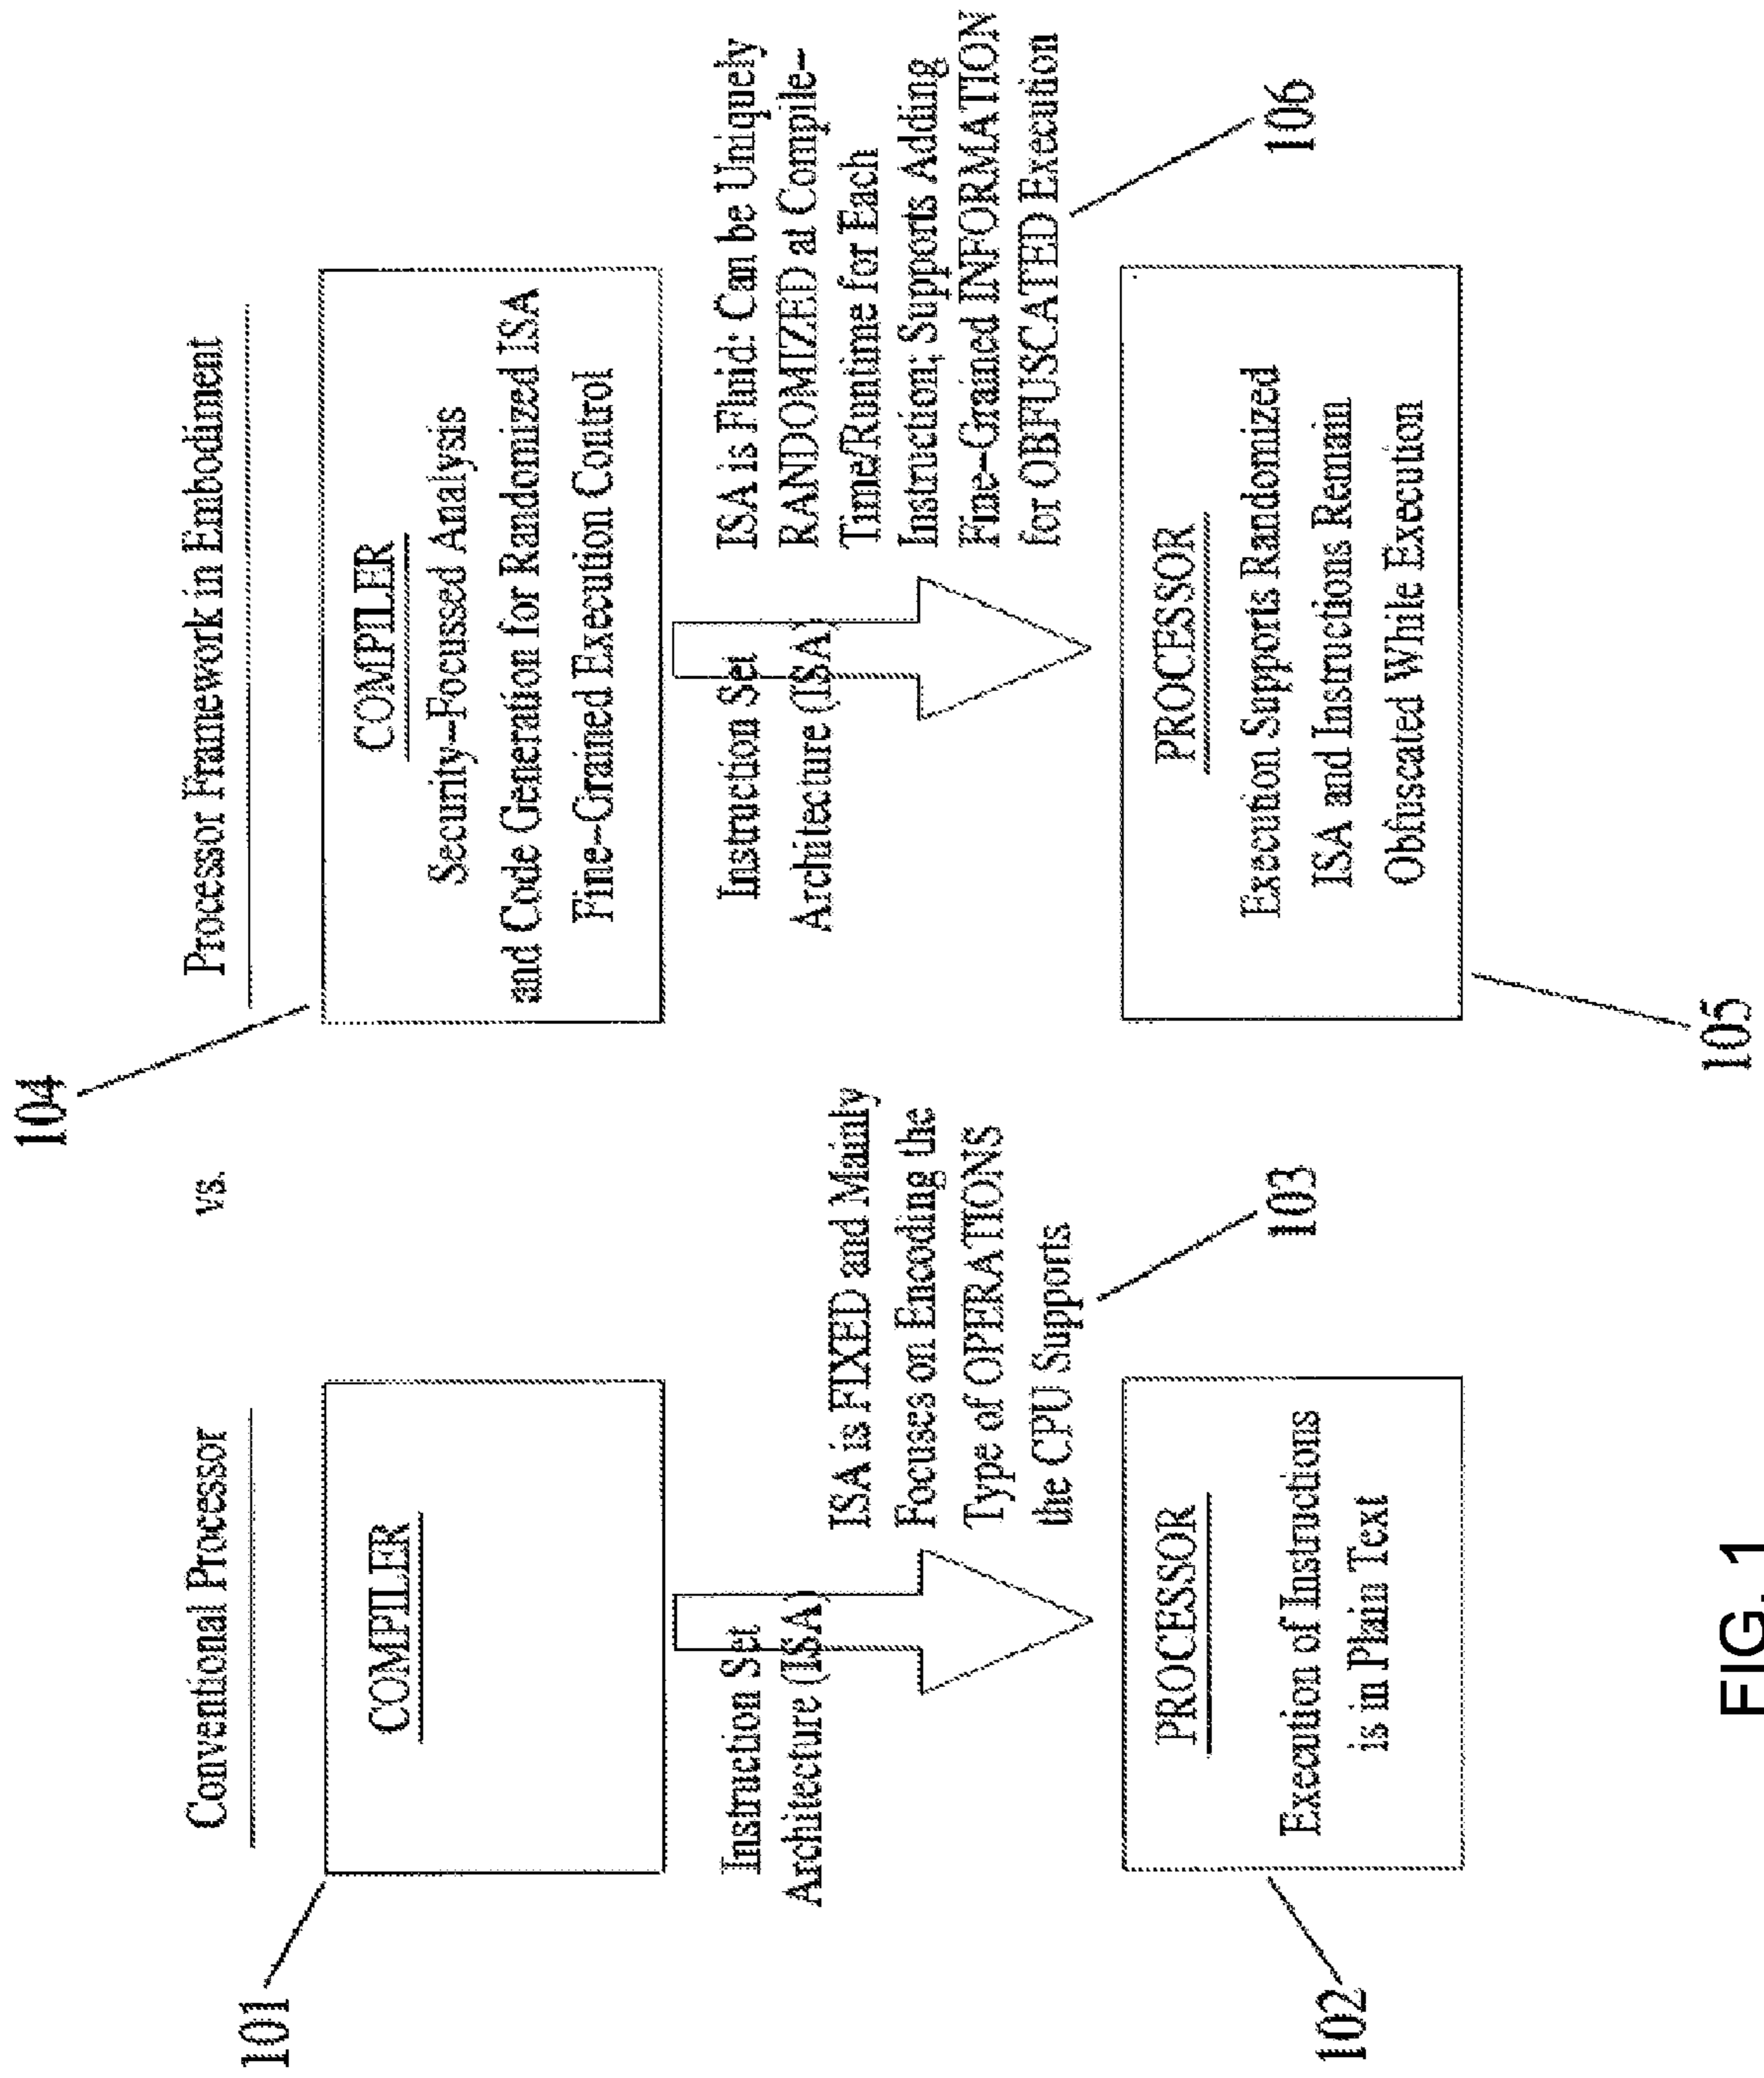 Conventional Processor
vs.
Processor Framework in Embodiment
101
COMPILER
Instruction Set
Architecture (ISA)
ISA is FIXED and Mainly
Focuses on Encoding the
Type of OPERATIONS
the CPU Supports
103
PROCESSOR
Execution of Instructions
is in Plain Text
102
104
COMPILER
Security-Focussed Analysis
and Code Generation for Randomized ISA
Fine-Grained Execution Control
Instruction Set
Architecture (ISA)
ISA is Fluid: Can be Uniquely
RANDOMIZED at Compile-
Time/Runtime for Each
Instruction; Supports Adding
Fine-Grained INFORMATION
for OBFUSCATED Execution
106
PROCESSOR
Execution Supports Randomized
ISA and Instructions Remain
Obfuscated While Execution
105
FIG. 1